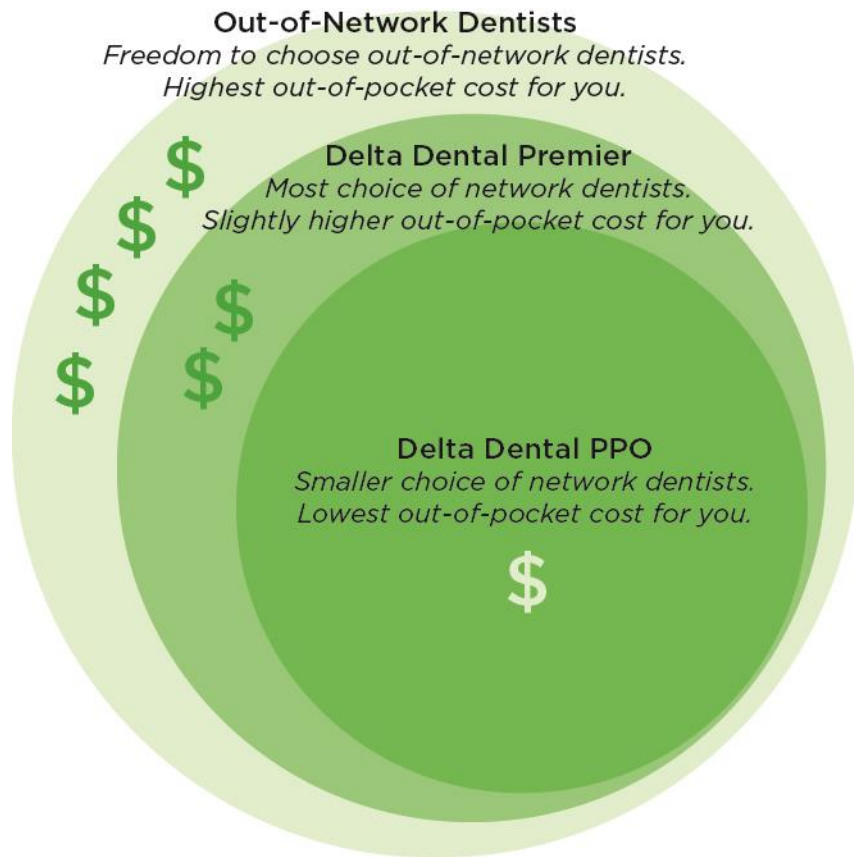 Out-of-Network Dentists
Freedom to choose out-of-network dentists.
Highest out-of-pocket cost for you.
$
Delta Dental Premier
Most choice of network dentists.
Slightly higher out-of-pocket cost for you.
$
$
$
$
$
Delta Dental PPO
Smaller choice of network dentists.
Lowest out-of-pocket cost for you.
$